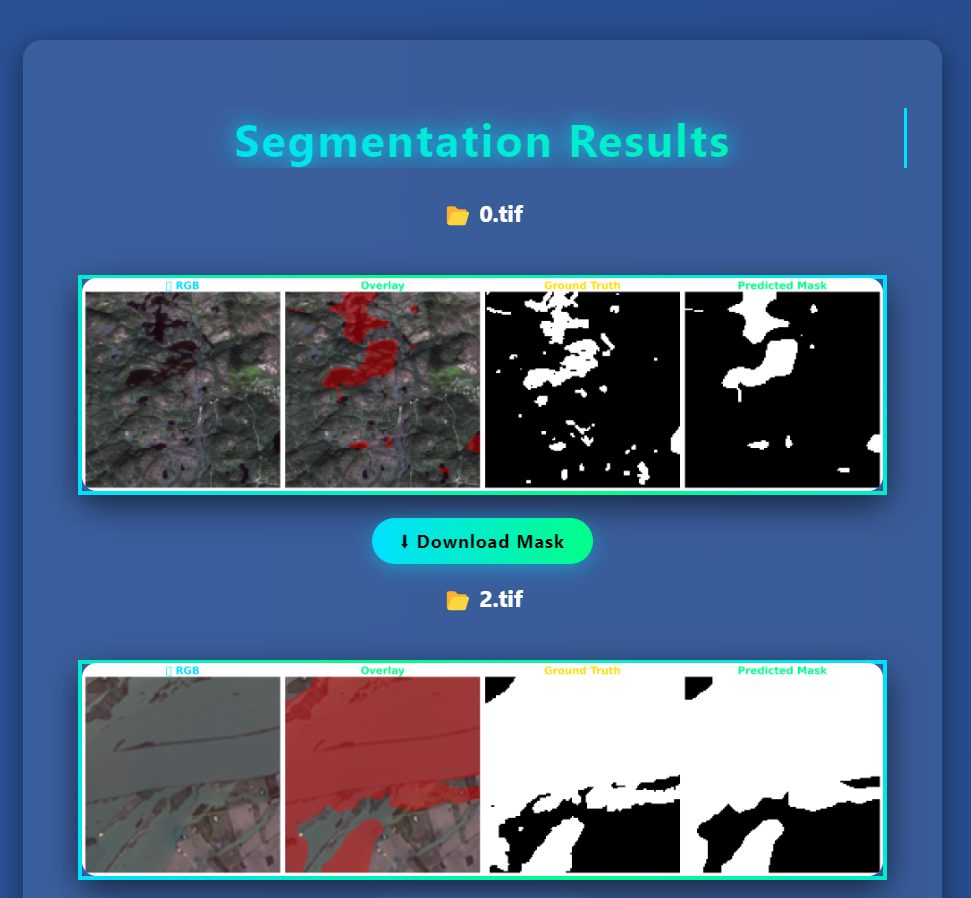 Segmentation Results
📂 0.tif
▯ RGB Overlay Ground Truth Predicted Mask
⬇ Download Mask
📂 2.tif
▯ RGB Overlay Ground Truth Predicted Mask